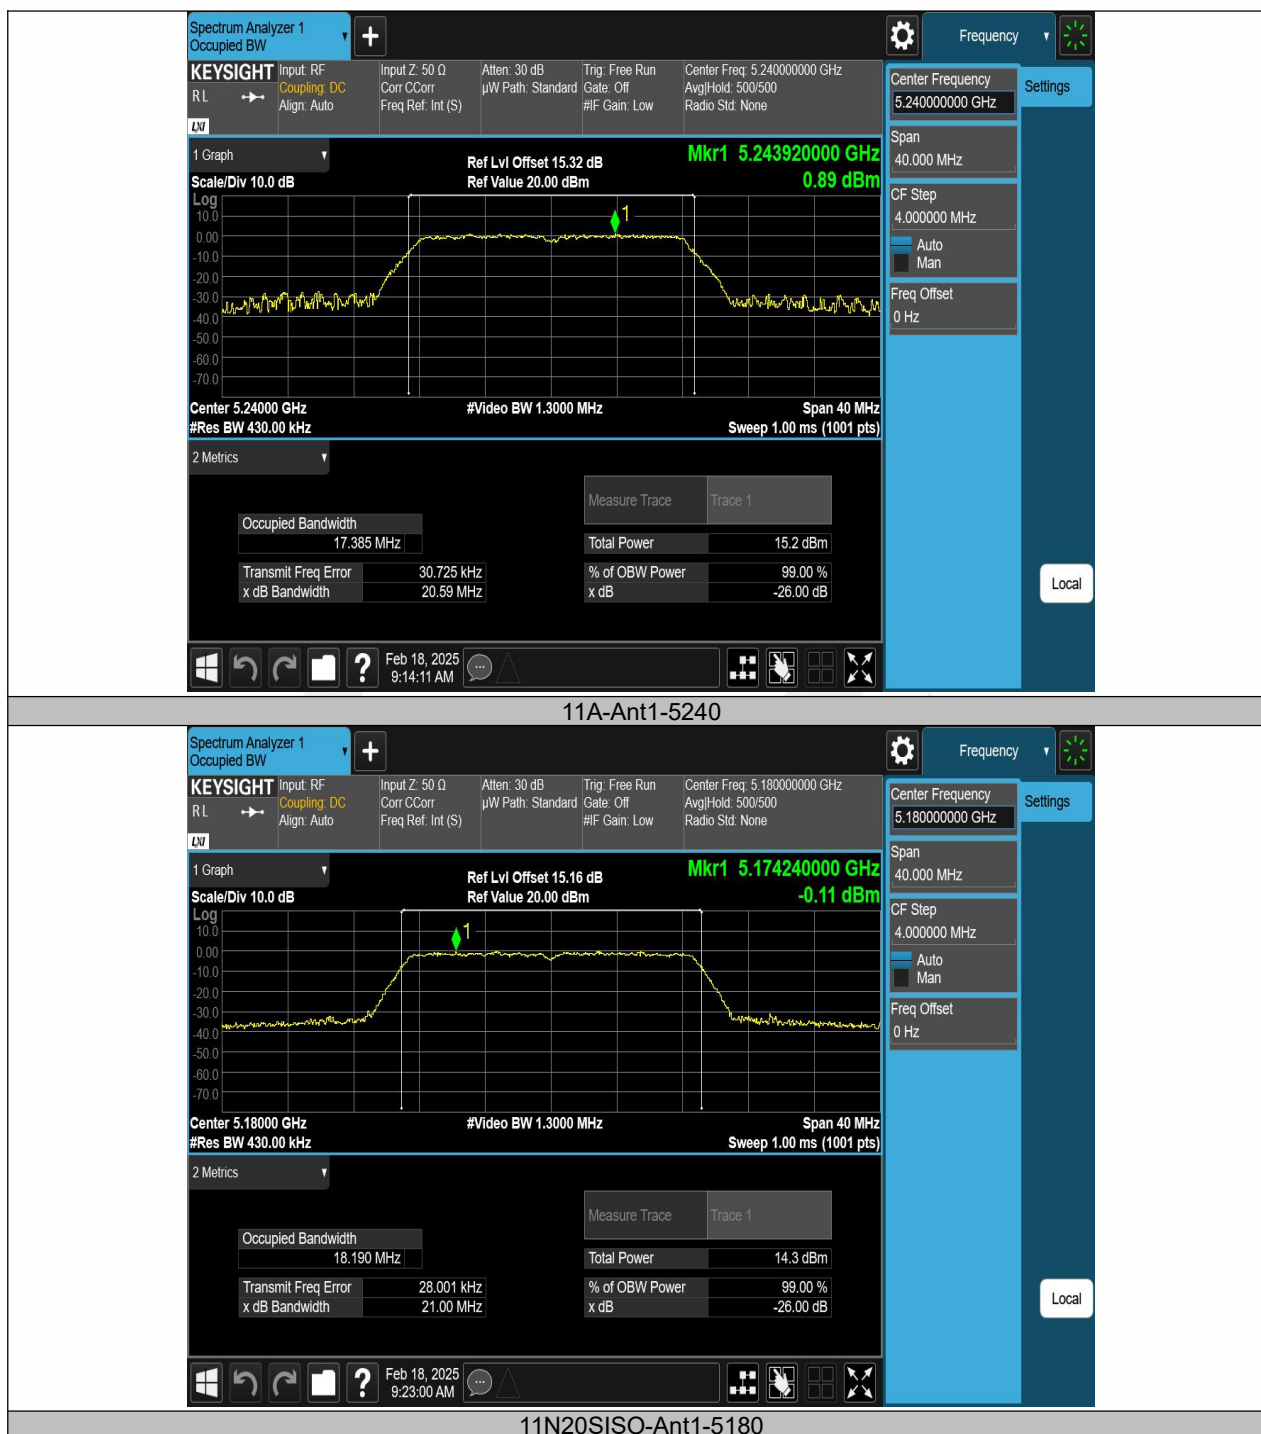 Spectrum Analyzer 1
Occupied BW
+
Frequency
KEYSIGHT
RL
LXI
Input: RF
Coupling: DC
Align: Auto
Input Z: 50 Ω
Corr CCorr
Freq Ref: Int (S)
Atten: 30 dB
µW Path: Standard
Trig: Free Run
Gate: Off
#IF Gain: Low
Center Freq: 5.240000000 GHz
Avg|Hold: 500/500
Radio Std: None
Center Frequency
5.240000000 GHz
Settings
Span
40.000 MHz
CF Step
4.000000 MHz
Auto
Man
Freq Offset
0 Hz
Local
1 Graph
Scale/Div 10.0 dB
Ref Lvl Offset 15.32 dB
Ref Value 20.00 dBm
Mkr1 5.243920000 GHz
0.89 dBm
Log
10.0
0.00
-10.0
-20.0
-30.0
-40.0
-50.0
-60.0
-70.0
1
Center 5.24000 GHz
#Res BW 430.00 kHz
#Video BW 1.3000 MHz
Span 40 MHz
Sweep 1.00 ms (1001 pts)
2 Metrics
Measure Trace Trace 1
Occupied Bandwidth
17.385 MHz
Total Power 15.2 dBm
Transmit Freq Error 30.725 kHz
% of OBW Power 99.00 %
x dB Bandwidth 20.59 MHz
x dB -26.00 dB
?
Feb 18, 2025
9:14:11 AM
11A-Ant1-5240
Spectrum Analyzer 1
Occupied BW
+
Frequency
KEYSIGHT
RL
LXI
Input: RF
Coupling: DC
Align: Auto
Input Z: 50 Ω
Corr CCorr
Freq Ref: Int (S)
Atten: 30 dB
µW Path: Standard
Trig: Free Run
Gate: Off
#IF Gain: Low
Center Freq: 5.180000000 GHz
Avg|Hold: 500/500
Radio Std: None
Center Frequency
5.180000000 GHz
Settings
Span
40.000 MHz
CF Step
4.000000 MHz
Auto
Man
Freq Offset
0 Hz
Local
1 Graph
Scale/Div 10.0 dB
Ref Lvl Offset 15.16 dB
Ref Value 20.00 dBm
Mkr1 5.174240000 GHz
-0.11 dBm
Log
10.0
0.00
-10.0
-20.0
-30.0
-40.0
-50.0
-60.0
-70.0
1
Center 5.18000 GHz
#Res BW 430.00 kHz
#Video BW 1.3000 MHz
Span 40 MHz
Sweep 1.00 ms (1001 pts)
2 Metrics
Measure Trace Trace 1
Occupied Bandwidth
18.190 MHz
Total Power 14.3 dBm
Transmit Freq Error 28.001 kHz
% of OBW Power 99.00 %
x dB Bandwidth 21.00 MHz
x dB -26.00 dB
?
Feb 18, 2025
9:23:00 AM
11N20SISO-Ant1-5180